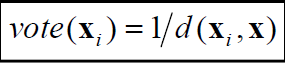 vote(xᵢ) = 1/d(xᵢ, x)